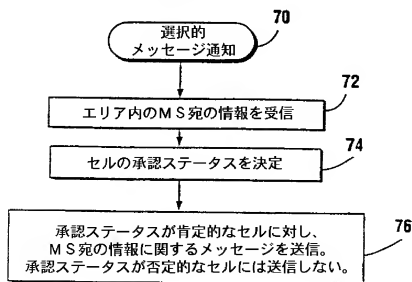 選択的
メッセージ通知
70
エリア内のMS宛の情報を受信
72
セルの承認ステータスを決定
74
承認ステータスが肯定的なセルに対し、
MS宛の情報に関するメッセージを送信。
承認ステータスが否定的なセルには送信しない。
76